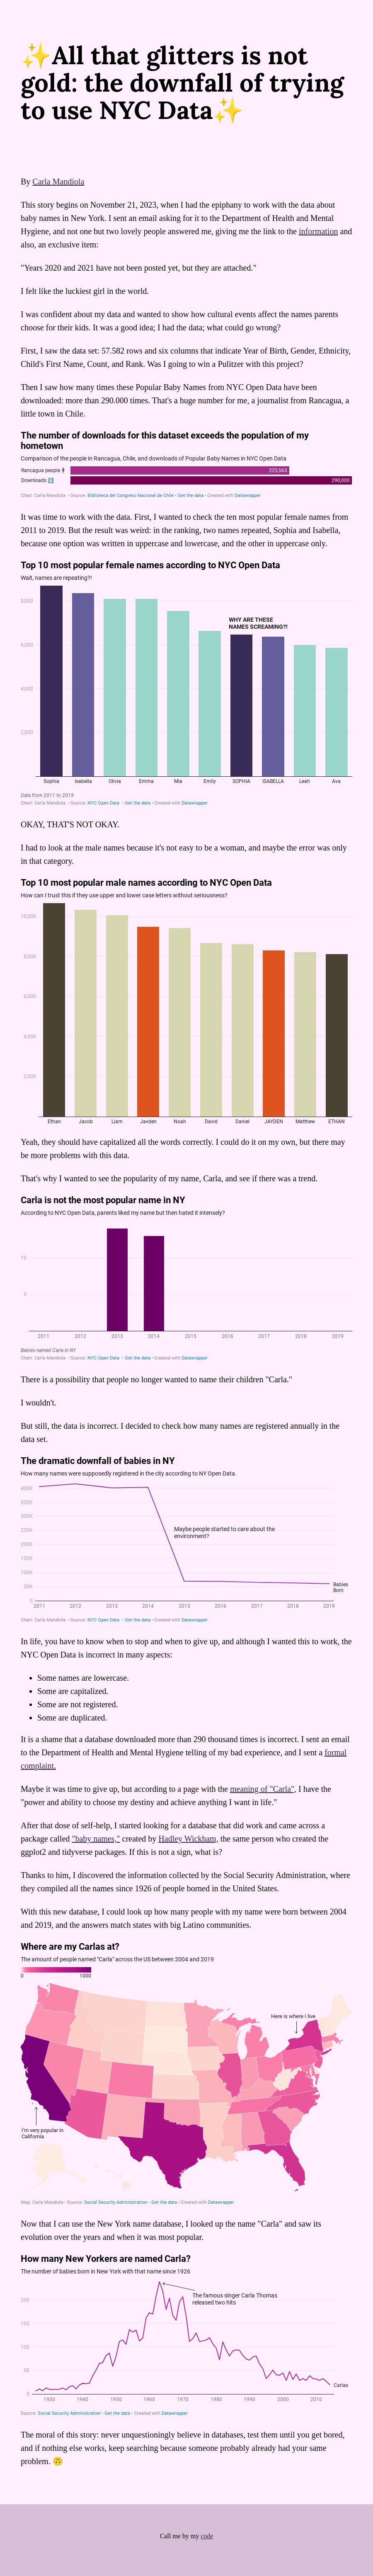 ✨All that glitters is not
gold: the downfall of trying
to use NYC Data✨
By Carla Mandiola
This story begins on November 21, 2023, when I had the epiphany to work with the data about
baby names in New York. I sent an email asking for it to the Department of Health and Mental
Hygiene, and not one but two lovely people answered me, giving me the link to the information and
also, an exclusive item:
"Years 2020 and 2021 have not been posted yet, but they are attached."
I felt like the luckiest girl in the world.
I was confident about my data and wanted to show how cultural events affect the names parents
choose for their kids. It was a good idea; I had the data; what could go wrong?
First, I saw the data set: 57.582 rows and six columns that indicate Year of Birth, Gender, Ethnicity,
Child's First Name, Count, and Rank. Was I going to win a Pulitzer with this project?
Then I saw how many times these Popular Baby Names from NYC Open Data have been
downloaded: more than 290.000 times. That's a huge number for me, a journalist from Rancagua, a
little town in Chile.
The number of downloads for this dataset exceeds the population of my
hometown
Comparison of the people in Rancagua, Chile, and downloads of Popular Baby Names in NYC Open Data
Rancagua people 225,563
Downloads ⬇️ 290,000
Chart: Carla Mandiola • Source: Biblioteca del Congreso Nacional de Chile • Get the data • Created with Datawrapper
It was time to work with the data. First, I wanted to check the ten most popular female names from
2011 to 2019. But the result was weird: in the ranking, two names repeated, Sophia and Isabella,
because one option was written in uppercase and lowercase, and the other in uppercase only.
Top 10 most popular female names according to NYC Open Data
Wait, names are repeating?!
8,000
WHY ARE THESE
NAMES SCREAMING?!
6,000
4,000
2,000
Sophia Isabella Olivia Emma Mia Emily SOPHIA ISABELLA Leah Ava
Data from 2011 to 2019
Chart: Carla Mandiola • Source: NYC Open Data • Get the data • Created with Datawrapper
OKAY, THAT'S NOT OKAY.
I had to look at the male names because it's not easy to be a woman, and maybe the error was only
in that category.
Top 10 most popular male names according to NYC Open Data
How can I trust this if they use upper and lower case letters without seriousness?
10,000
8,000
6,000
4,000
2,000
Ethan Jacob Liam Jayden Noah David Daniel JAYDEN Matthew ETHAN
Yeah, they should have capitalized all the words correctly. I could do it on my own, but there may
be more problems with this data.
That's why I wanted to see the popularity of my name, Carla, and see if there was a trend.
Carla is not the most popular name in NY
According to NYC Open Data, parents liked my name but then hated it intensely?
10
5
2011 2012 2013 2014 2015 2016 2017 2018 2019
Babies named Carla in NY
Chart: Carla Mandiola • Source: NYC Open Data • Get the data • Created with Datawrapper
There is a possibility that people no longer wanted to name their children "Carla."
I wouldn't.
But still, the data is incorrect. I decided to check how many names are registered annually in the
data set.
The dramatic downfall of babies in NY
How many names were supposedly registered in the city according to NY Open Data.
400K
350K
300K
250K
Maybe people started to care about the
environment?
200K
150K
100K
50K
Babies
Born
0
2011 2012 2013 2014 2015 2016 2017 2018 2019
Chart: Carla Mandiola • Source: NYC Open Data • Get the data • Created with Datawrapper
In life, you have to know when to stop and when to give up, and although I wanted this to work, the
NYC Open Data is incorrect in many aspects:
• Some names are lowercase.
• Some are capitalized.
• Some are not registered.
• Some are duplicated.
It is a shame that a database downloaded more than 290 thousand times is incorrect. I sent an email
to the Department of Health and Mental Hygiene telling of my bad experience, and I sent a formal
complaint.
Maybe it was time to give up, but according to a page with the meaning of "Carla", I have the
"power and ability to choose my destiny and achieve anything I want in life."
After that dose of self-help, I started looking for a database that did work and came across a
package called "baby names," created by Hadley Wickham, the same person who created the
ggplot2 and tidyverse packages. If this is not a sign, what is?
Thanks to him, I discovered the information collected by the Social Security Administration, where
they compiled all the names since 1926 of people borned in the United States.
With this new database, I could look up how many people with my name were born between 2004
and 2019, and the answers match states with big Latino communities.
Where are my Carlas at?
The amount of people named "Carla" across the US between 2004 and 2019
0 1000
Here is where I live
I'm very popular in
California
Map: Carla Mandiola • Source: Social Security Administration • Get the data • Created with Datawrapper
Now that I can use the New York name database, I looked up the name "Carla" and saw its
evolution over the years and when it was most popular.
How many New Yorkers are named Carla?
The number of babies born in New York with that name since 1926
The famous singer Carla Thomas
released two hits
200
150
100
50
Carlas
0
1930 1940 1950 1960 1970 1980 1990 2000 2010
Source: Social Security Administration • Get the data • Created with Datawrapper
The moral of this story: never unquestioningly believe in databases, test them until you get bored,
and if nothing else works, keep searching because someone probably already had your same
problem. 🙃
Call me by my code